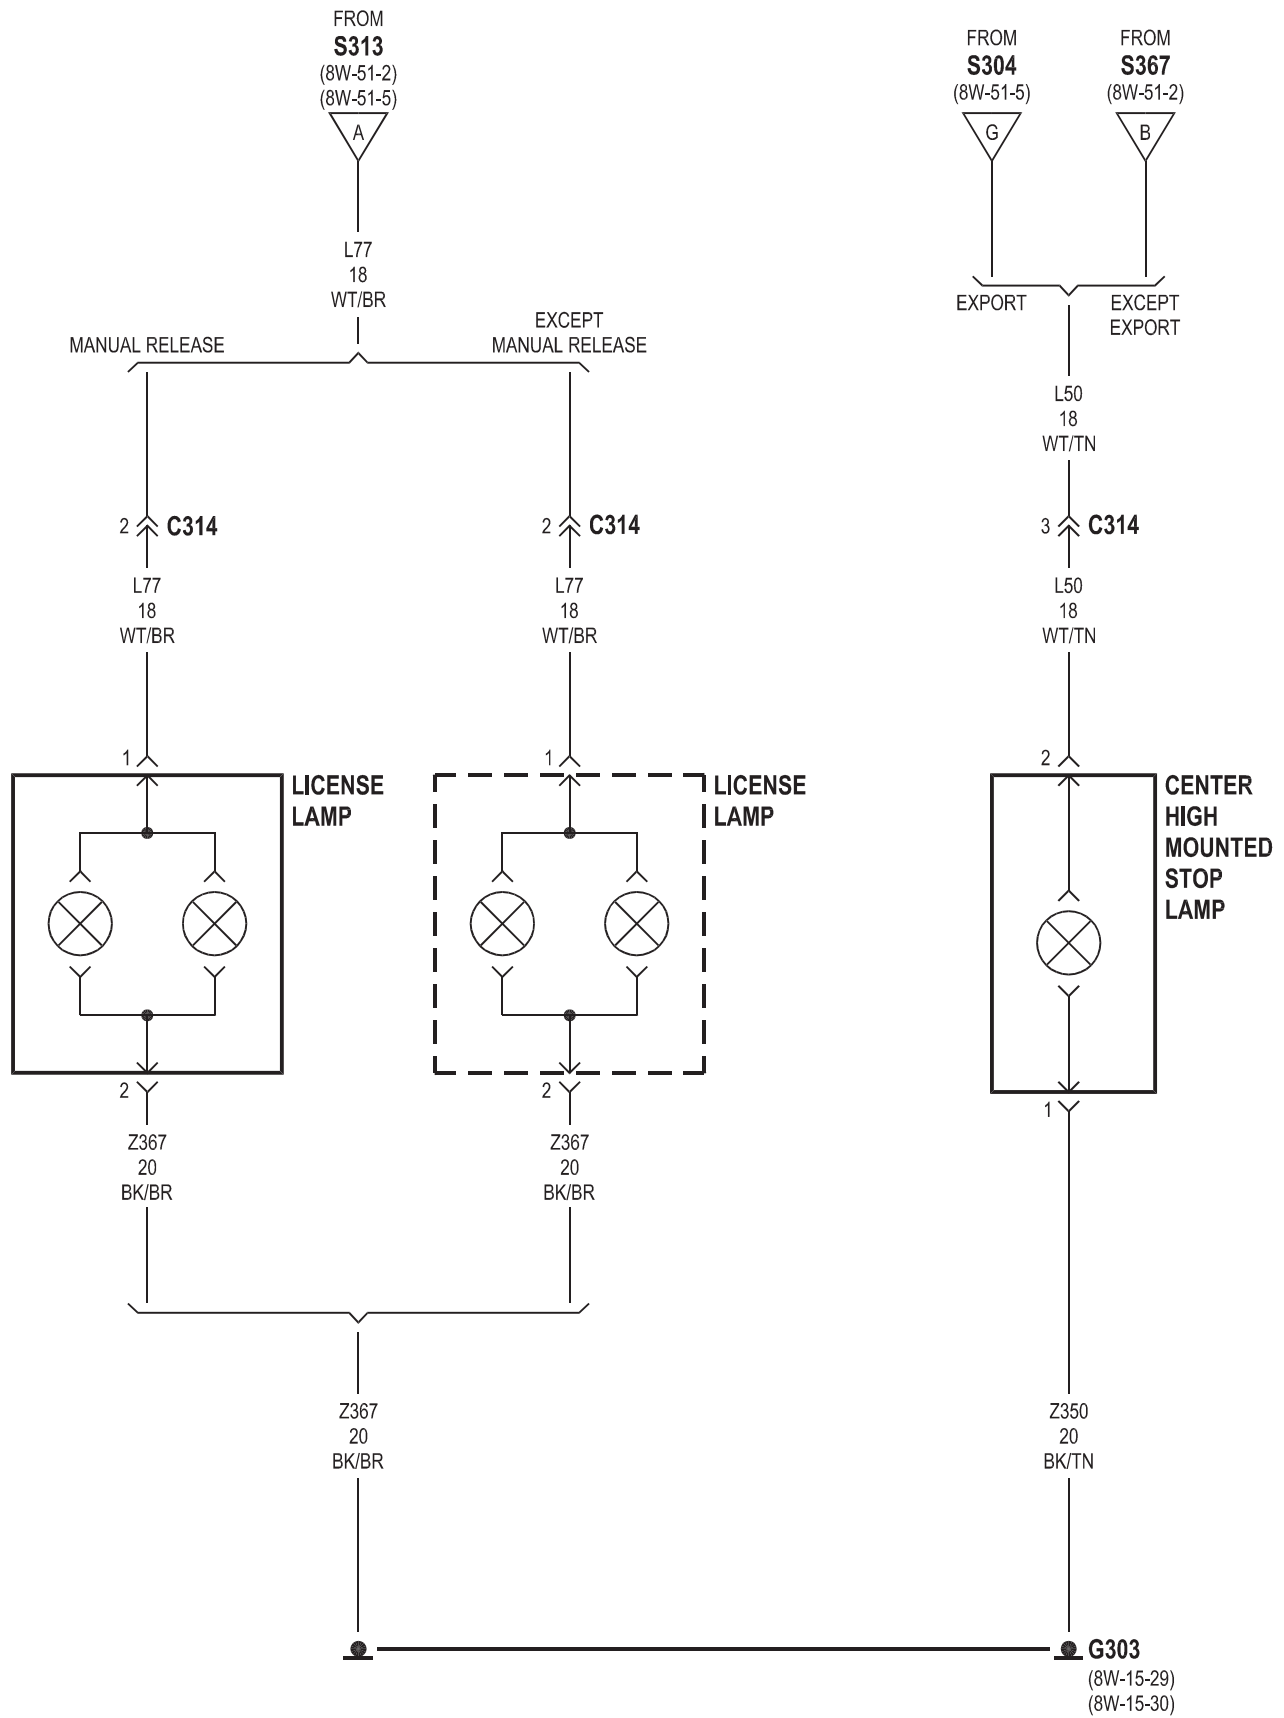 FROM
S313
(8W-51-2)
(8W-51-5)
A
FROM
S304
(8W-51-5)
G
FROM
S367
(8W-51-2)
B
L77
18
WT/BR
EXPORT
EXCEPT
EXPORT
MANUAL RELEASE
EXCEPT
MANUAL RELEASE
L50
18
WT/TN
2 C314
2 C314
3 C314
L77
18
WT/BR
L77
18
WT/BR
L50
18
WT/TN
1
LICENSE
LAMP
1
LICENSE
LAMP
2
CENTER
HIGH
MOUNTED
STOP
LAMP
2
2
1
Z367
20
BK/BR
Z367
20
BK/BR
Z367
20
BK/BR
Z350
20
BK/TN
G303
(8W-15-29)
(8W-15-30)